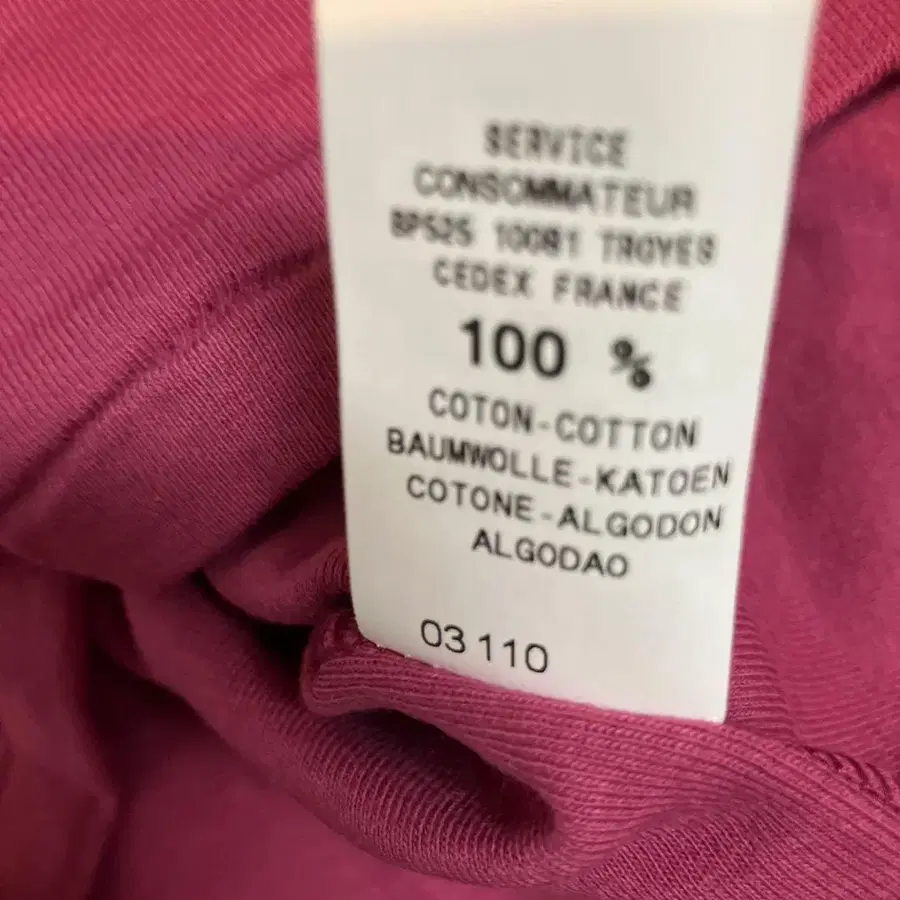 SERVICE
CONSOMMATEUR
BP525 10081 TROYES
CEDEX FRANCE
100 %
COTON-COTTON
BAUMWOLLE-KATOEN
COTONE-ALGODON
ALGODAO
03 110